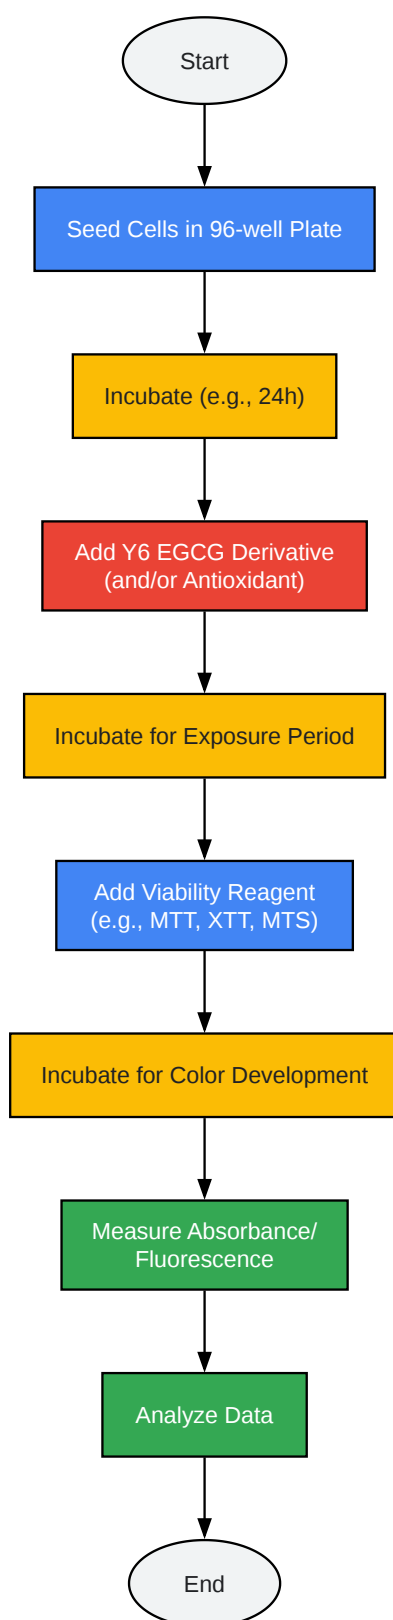 Start
Seed Cells in 96-well Plate
Incubate (e.g., 24h)
Add Y6 EGCG Derivative
(and/or Antioxidant)
Incubate for Exposure Period
Add Viability Reagent
(e.g., MTT, XTT, MTS)
Incubate for Color Development
Measure Absorbance/
Fluorescence
Analyze Data
End